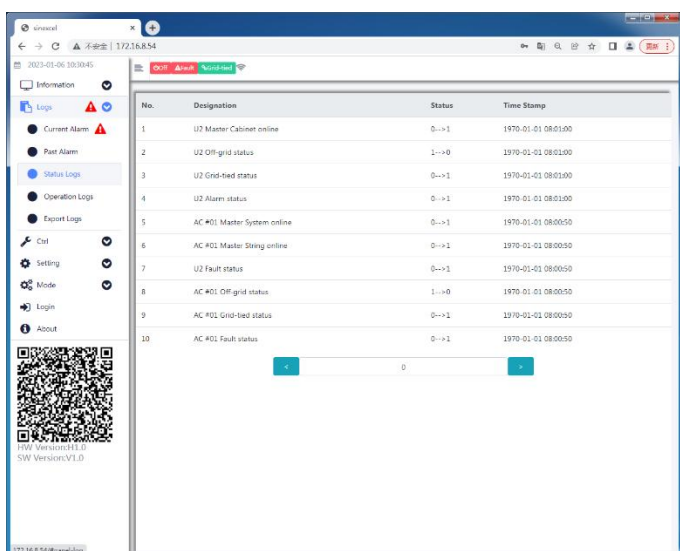 sinexcel
不安全 | 172.16.8.54
更新
2023-01-06 10:30:45
Off Fault Grid-tied
Information
Logs
Current Alarm
Past Alarm
Status Logs
Operation Logs
Export Logs
Ctrl
Setting
Mode
Login
About
HW Version:H1.0
SW Version:V1.0
No. Designation Status Time Stamp
1 U2 Master Cabinet online 0-->1 1970-01-01 08:01:00
2 U2 Off-grid status 1-->0 1970-01-01 08:01:00
3 U2 Grid-tied status 0-->1 1970-01-01 08:01:00
4 U2 Alarm status 0-->1 1970-01-01 08:01:00
5 AC #01 Master System online 0-->1 1970-01-01 08:00:50
6 AC #01 Master String online 0-->1 1970-01-01 08:00:50
7 U2 Fault status 0-->1 1970-01-01 08:00:50
8 AC #01 Off-grid status 1-->0 1970-01-01 08:00:50
9 AC #01 Grid-tied status 0-->1 1970-01-01 08:00:50
10 AC #01 Fault status 0-->1 1970-01-01 08:00:50
< 0 >